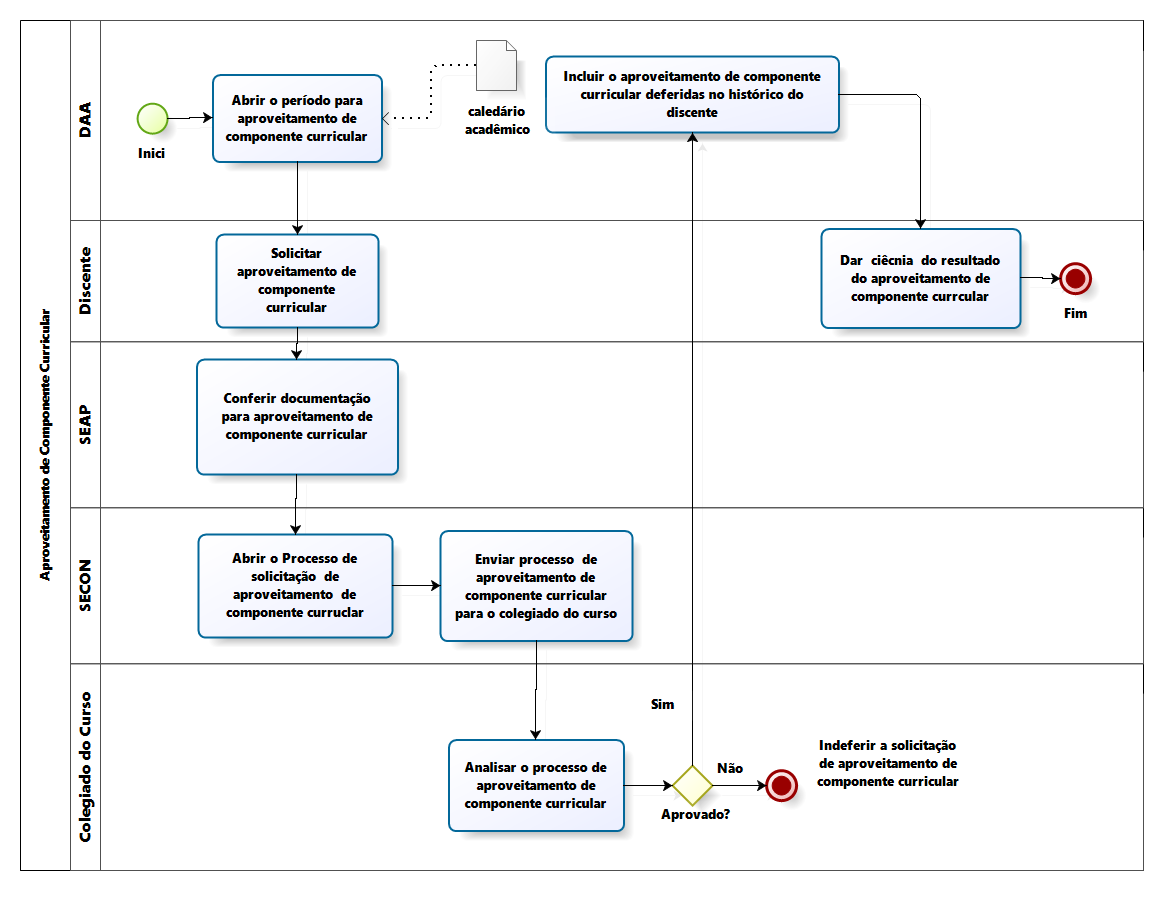 Aproveitamento de Componente Curricular
DAA
Inici
Abrir o período para
aproveitamento de
componente curricular
caledário
acadêmico
Incluir o aproveitamento de componente
curricular deferidas no histórico do
discente
Discente
Solicitar
aproveitamento de
componente
curricular
Dar ciêcnia do resultado
do aproveitamento de
componente currcular
Fim
SEAP
Conferir documentação
para aproveitamento de
componente curricular
SECON
Abrir o Processo de
solicitação de
aproveitamento de
componente curruclar
Enviar processo de
aproveitamento de
componente curricular
para o colegiado do curso
Colegiado do Curso
Analisar o processo de
aproveitamento de
componente curricular
Sim
Aprovado?
Não
Indeferir a solicitação
de aproveitamento de
componente curricular